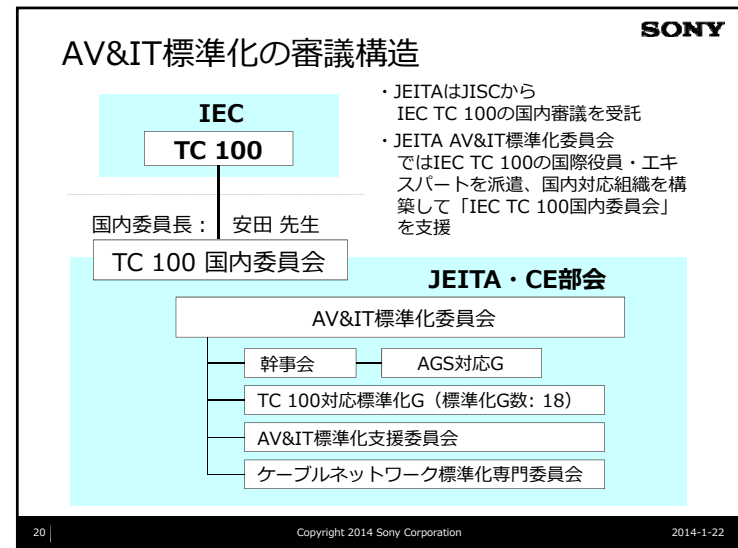 SONY
AV&IT標準化の審議構造
IEC
TC 100
・JEITAはJISCから
IEC TC 100の国内審議を受託
・JEITA AV&IT標準化委員会
ではIEC TC 100の国際役員・エキ
スパートを派遣、国内対応組織を構
築して「IEC TC 100国内委員会」
を支援
国内委員長： 安田 先生
TC 100 国内委員会
JEITA・CE部会
AV&IT標準化委員会
幹事会
AGS対応G
TC 100対応標準化G（標準化G数: 18）
AV&IT標準化支援委員会
ケーブルネットワーク標準化専門委員会
20
Copyright 2014 Sony Corporation
2014-1-22